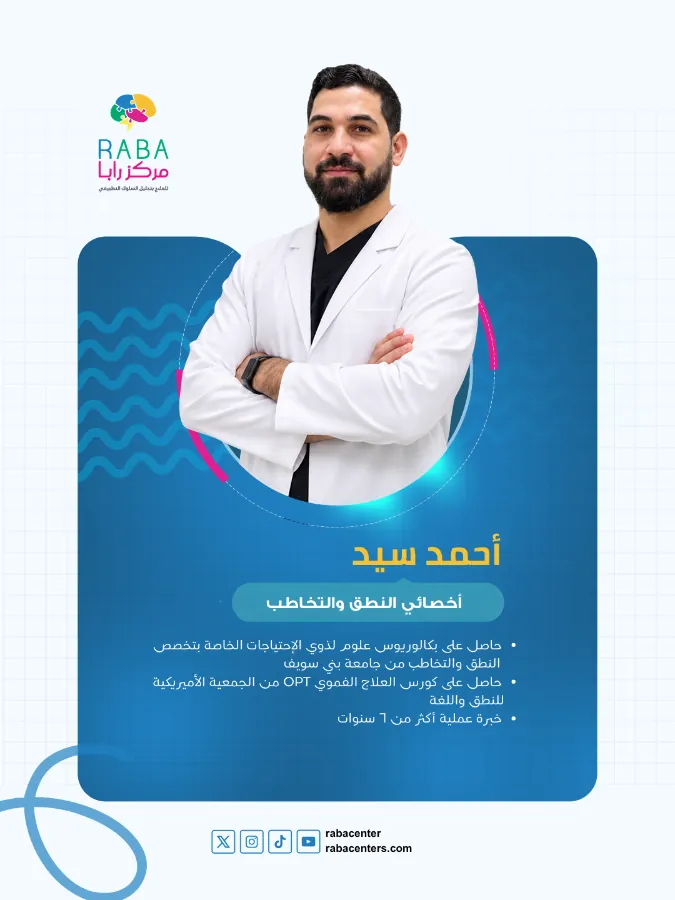 RABA
مركز رابا
للعلاج بتحليل السلوك التطبيقي
أحمد سيد
أخصائي النطق والتخاطب
• حاصل على بكالوريوس علوم لذوي الإحتياجات الخاصة بتخصص
النطق والتخاطب من جامعة بني سويف
• حاصل على كورس العلاج الفموي OPT من الجمعية الأميريكية
للنطق واللغة
• خبرة عملية أكثر من ٦ سنوات
rabacenter
rabacenters.com